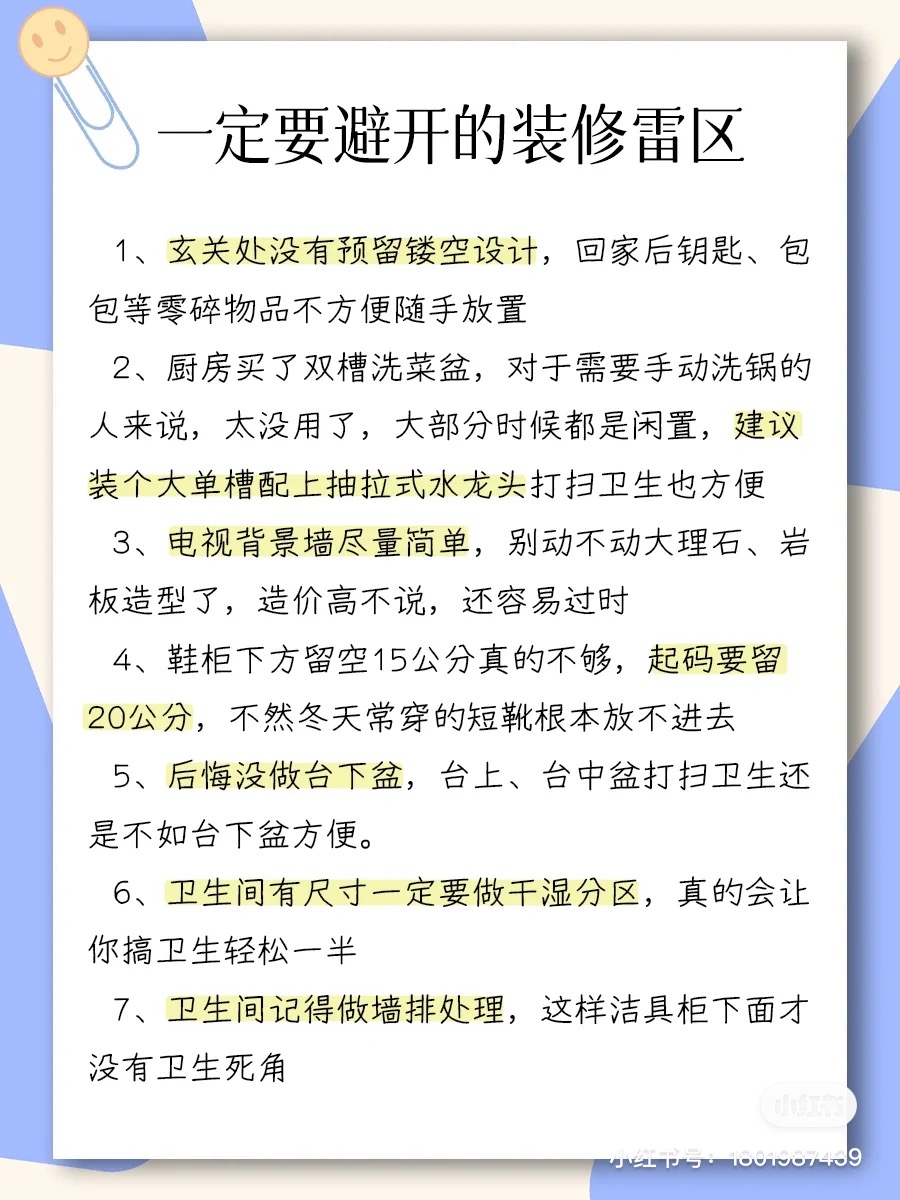 一定要避开的装修雷区
1、玄关处没有预留镂空设计，回家后钥匙、包
包等零碎物品不方便随手放置
2、厨房买了双槽洗菜盆，对于需要手动洗锅的
人来说，太没用了，大部分时候都是闲置，建议
装个大单槽配上抽拉式水龙头打扫卫生也方便
3、电视背景墙尽量简单，别动不动大理石、岩
板造型了，造价高不说，还容易过时
4、鞋柜下方留空15公分真的不够，起码要留
20公分，不然冬天常穿的短靴根本放不进去
5、后悔没做台下盆，台上、台中盆打扫卫生还
是不如台下盆方便。
6、卫生间有尺寸一定要做干湿分区，真的会让
你搞卫生轻松一半
7、卫生间记得做墙排处理，这样洁具柜下面才
没有卫生死角
小红书
小红书号：1801987439